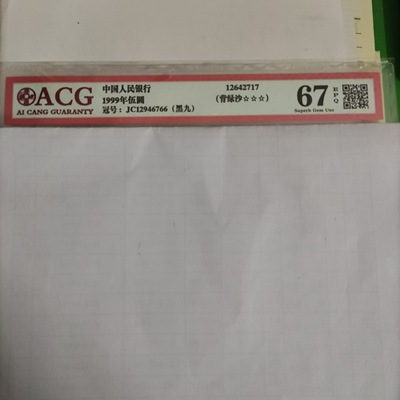 ACG
AI CANG GUARANTY
中国人民银行
1999年伍圆
冠号：JC12946766（黑九）
12642717
（背绿沙☆☆☆）
67
EPQ
Superb Gem Unc